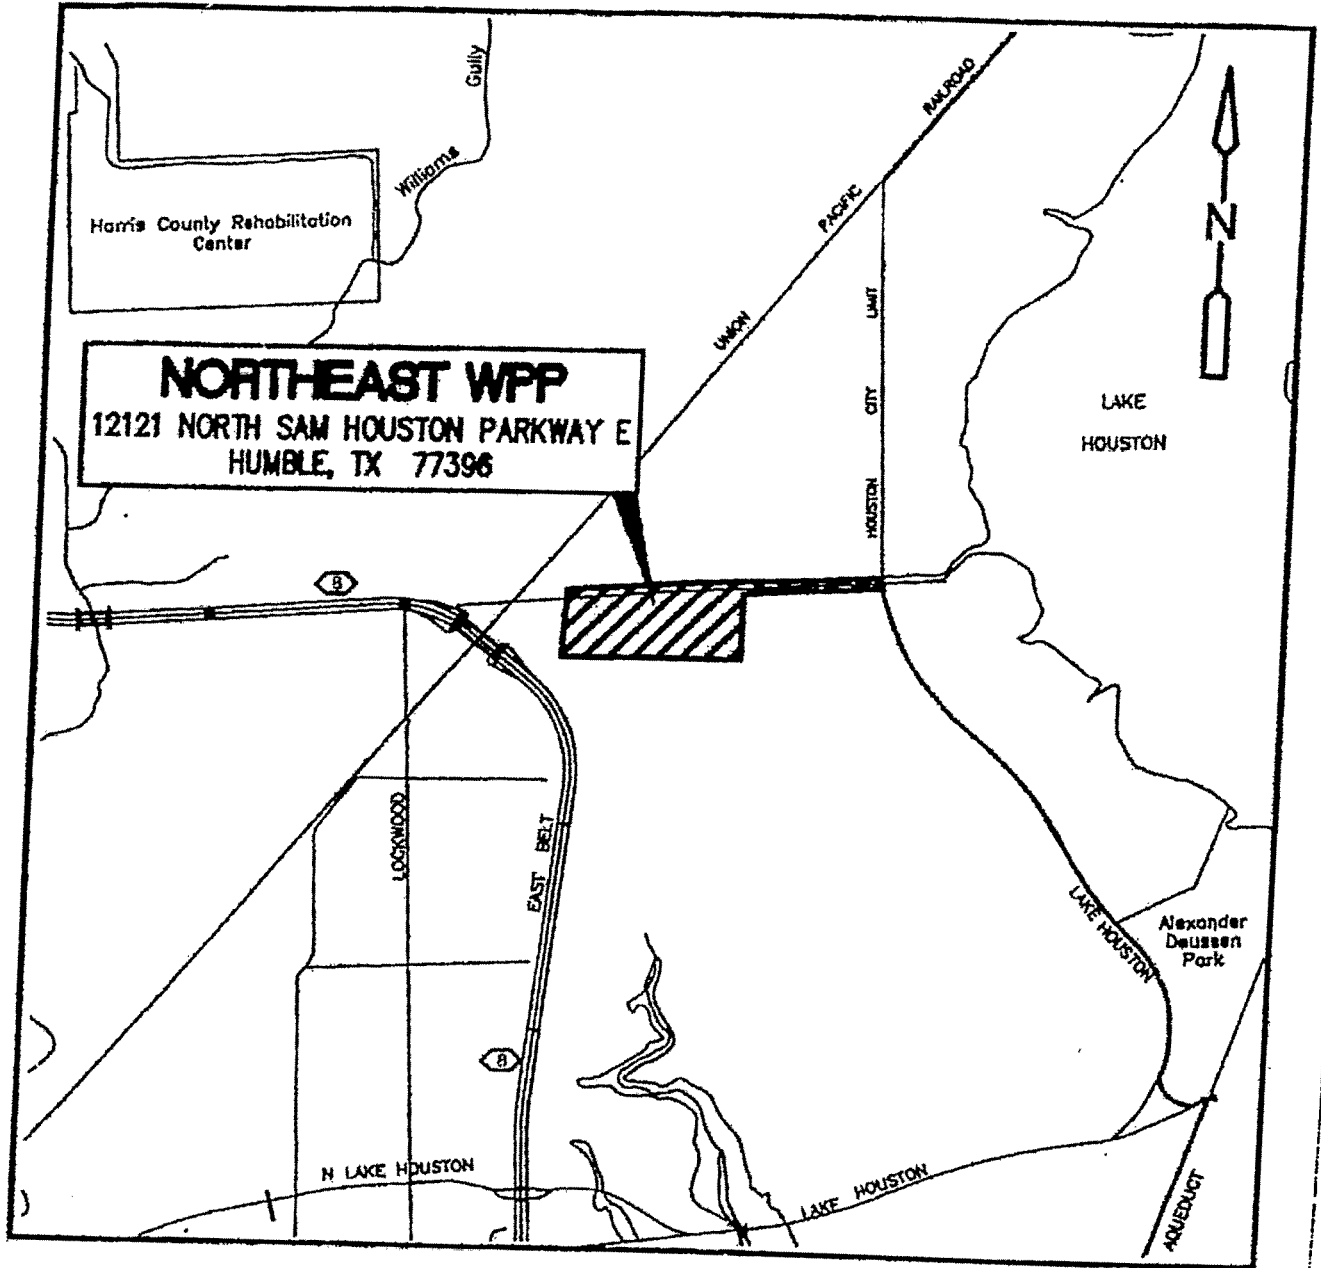 Gully
Williams
Harris County Rehabilitation
Center
UNION PACIFIC RAILROAD
N
NORTHEAST WPP
12121 NORTH SAM HOUSTON PARKWAY E
HUMBLE, TX 77396
HOUSTON CITY LIMIT
LAKE
HOUSTON
8
LOCKWOOD
EAST BELT
LAKE HOUSTON
Alexander
Deussen
Park
8
N LAKE HOUSTON
LAKE HOUSTON
AQUEDUCT